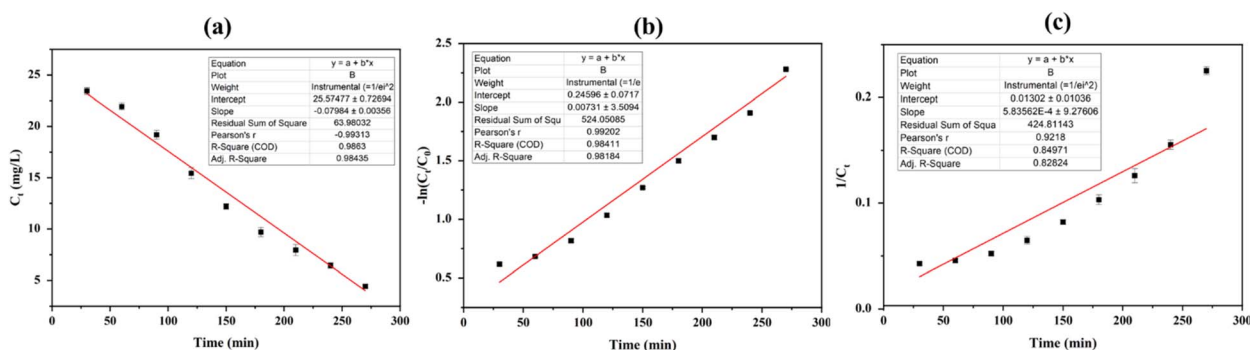 (a)
25
20
15
10
5
0 50 100 150 200 250 300
Ct (mg/L)
Time (min)
Equation y = a + b*x
Plot B
Weight Instrumental (=1/ei^2
Intercept 25.57477 ± 0.72694
Slope -0.07984 ± 0.00356
Residual Sum of Square 63.98032
Pearson's r -0.99313
R-Square (COD) 0.9863
Adj. R-Square 0.98435
(b)
2.5
2.0
1.5
1.0
0.5
0 50 100 150 200 250 300
-ln(Ct/C0)
Time (min)
Equation y = a + b*x
Plot B
Weight Instrumental (=1/e
Intercept 0.24596 ± 0.0717
Slope 0.00731 ± 3.5094
Residual Sum of Squ 524.05085
Pearson's r 0.99202
R-Square (COD) 0.98411
Adj. R-Square 0.98184
(c)
0.2
0.1
0.0
0 50 100 150 200 250 300
1/Ct
Time (min)
Equation y = a + b*x
Plot B
Weight Instrumental (=1/ei^2)
Intercept 0.01302 ± 0.01036
Slope 5.83562E-4 ± 9.27606
Residual Sum of Squa 424.81143
Pearson's r 0.9218
R-Square (COD) 0.84971
Adj. R-Square 0.82824